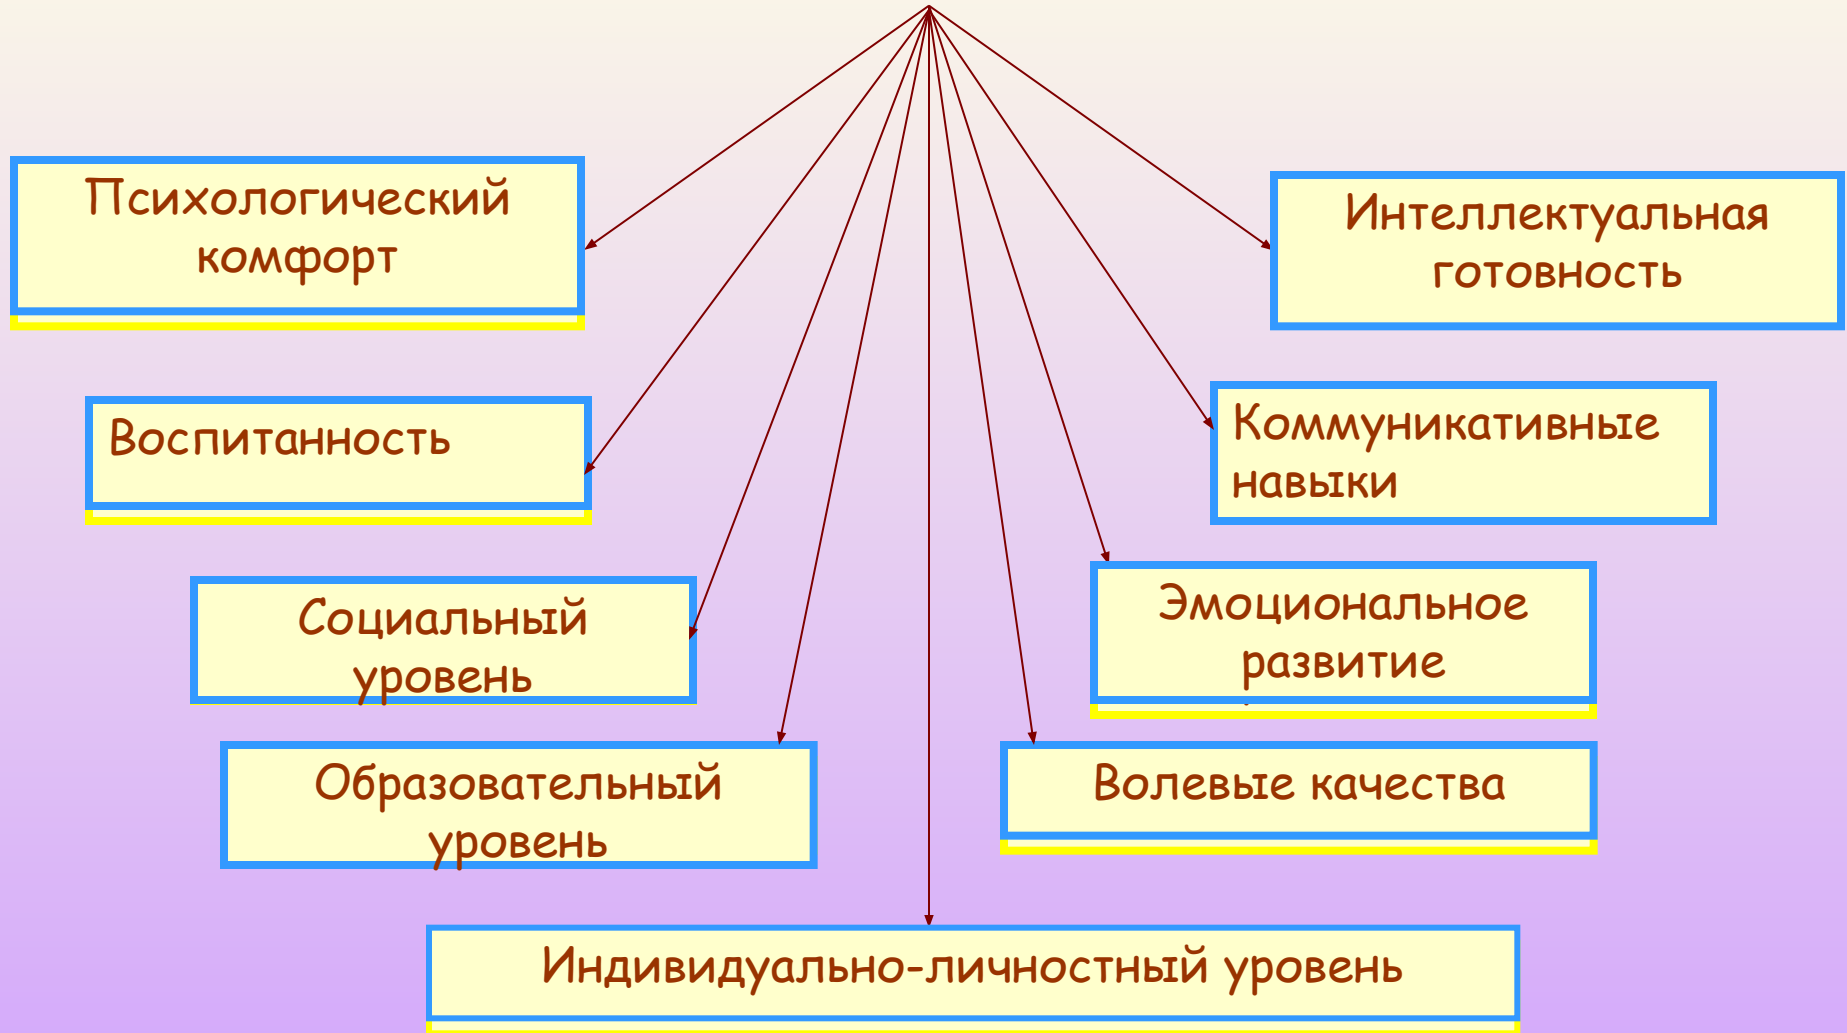 Психологический
комфорт
Интеллектуальная
готовность
Воспитанность
Коммуникативные
навыки
Социальный
уровень
Эмоциональное
развитие
Образовательный
уровень
Волевые качества
Индивидуально-личностный уровень